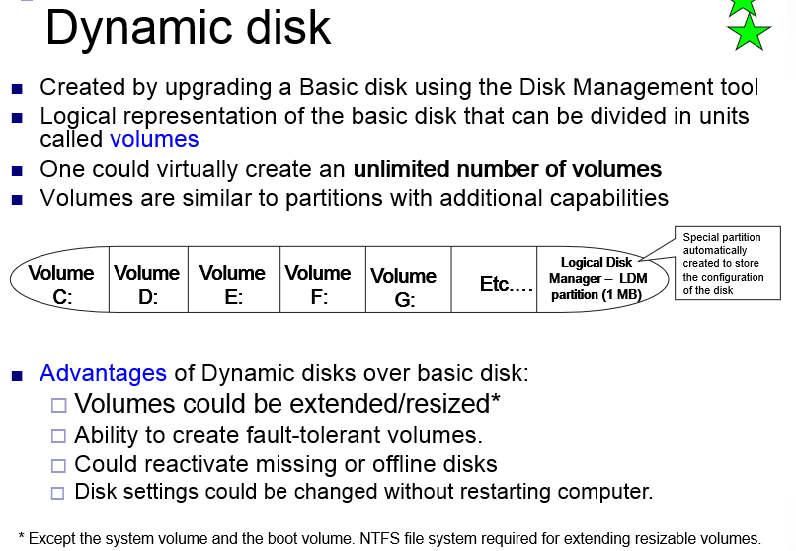 Dynamic disk
Created by upgrading a Basic disk using the Disk Management tool
Logical representation of the basic disk that can be divided in units
called volumes
One could virtually create an unlimited number of volumes
Volumes are similar to partitions with additional capabilities
Special partition
automatically
created to store
the configuration
of the disk
Volume
C:
Volume
D:
Volume
E:
Volume
F:
Volume
G:
Etc....
Logical Disk
Manager – LDM
partition (1 MB)
Advantages of Dynamic disks over basic disk:
Volumes could be extended/resized*
Ability to create fault-tolerant volumes.
Could reactivate missing or offline disks
Disk settings could be changed without restarting computer.
* Except the system volume and the boot volume. NTFS file system required for extending resizable volumes.